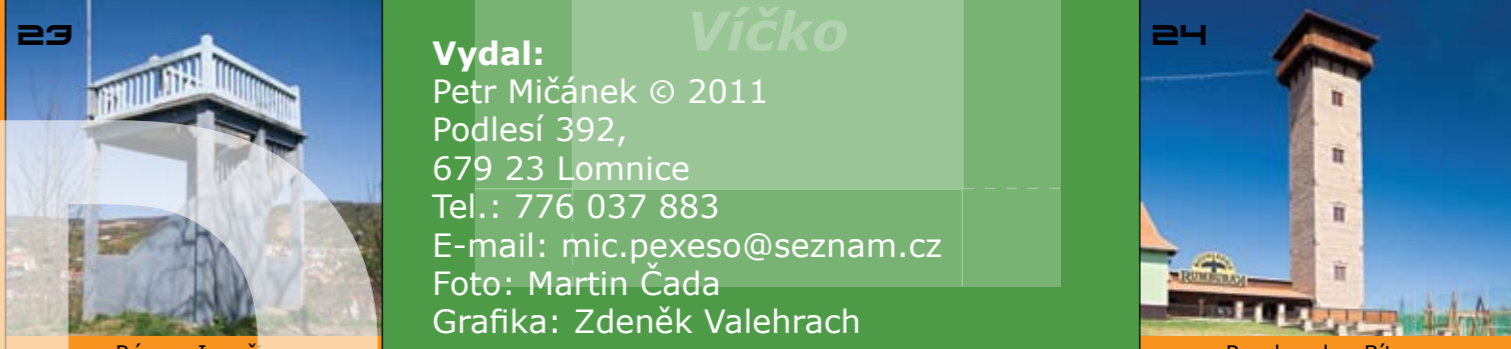 23
Víčko
Vydal:
Petr Mičánek © 2011
Podlesí 392,
679 23 Lomnice
Tel.: 776 037 883
E-mail: mic.pexeso@seznam.cz
Foto: Martin Čada
Grafika: Zdeněk Valehrach
24
RUMBURAK